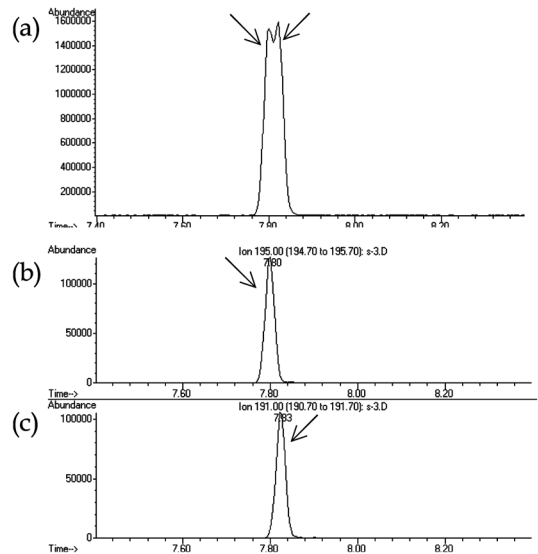 (a)
Abundance
1600000
1400000
1200000
1000000
800000
600000
400000
200000
Time--> 7.40 7.60 7.80 8.00 8.20
(b)
Abundance
Ion 195.00 (194.70 to 195.70): s-3.D
7.80
100000
50000
0
Time--> 7.60 7.80 8.00 8.20
(c)
Abundance
Ion 191.00 (190.70 to 191.70): s-3.D
7.83
100000
50000
0
Time--> 7.60 7.80 8.00 8.20